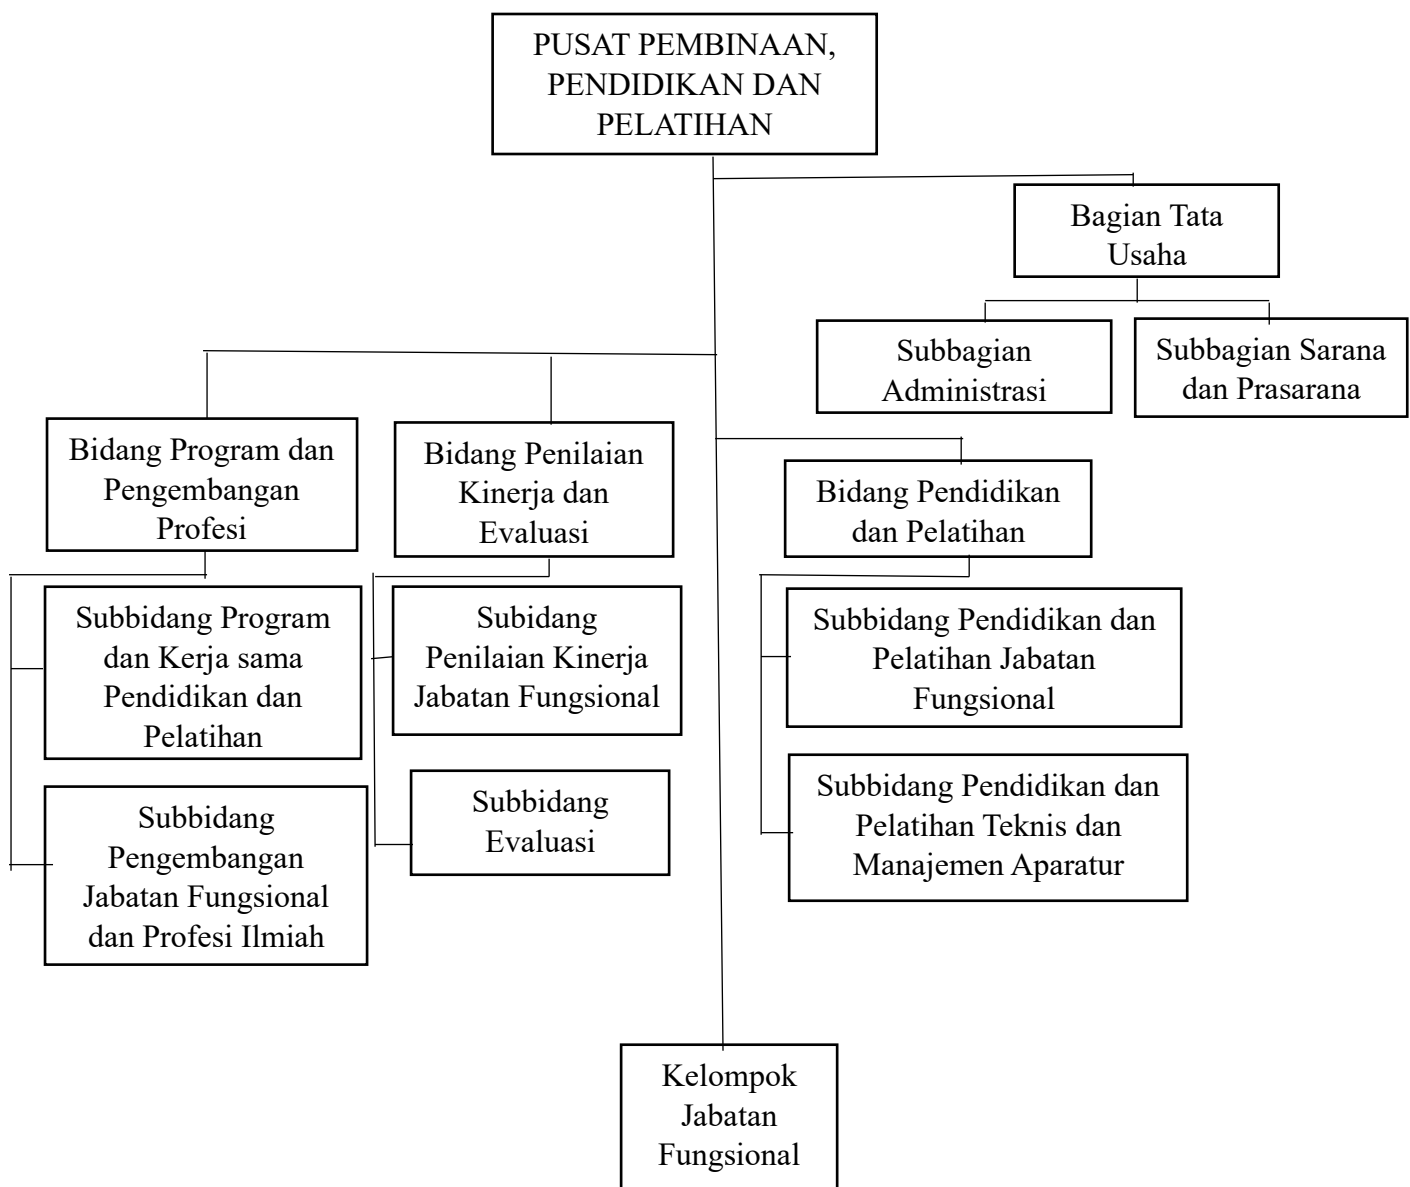 PUSAT PEMBINAAN,
PENDIDIKAN DAN
PELATIHAN
Bagian Tata
Usaha
Subbagian
Administrasi
Subbagian Sarana
dan Prasarana
Bidang Program dan
Pengembangan
Profesi
Bidang Penilaian
Kinerja dan
Evaluasi
Bidang Pendidikan
dan Pelatihan
Subbidang Program
dan Kerja sama
Pendidikan dan
Pelatihan
Subidang
Penilaian Kinerja
Jabatan Fungsional
Subbidang Pendidikan dan
Pelatihan Jabatan
Fungsional
Subbidang
Pengembangan
Jabatan Fungsional
dan Profesi Ilmiah
Subbidang
Evaluasi
Subbidang Pendidikan dan
Pelatihan Teknis dan
Manajemen Aparatur
Kelompok
Jabatan
Fungsional